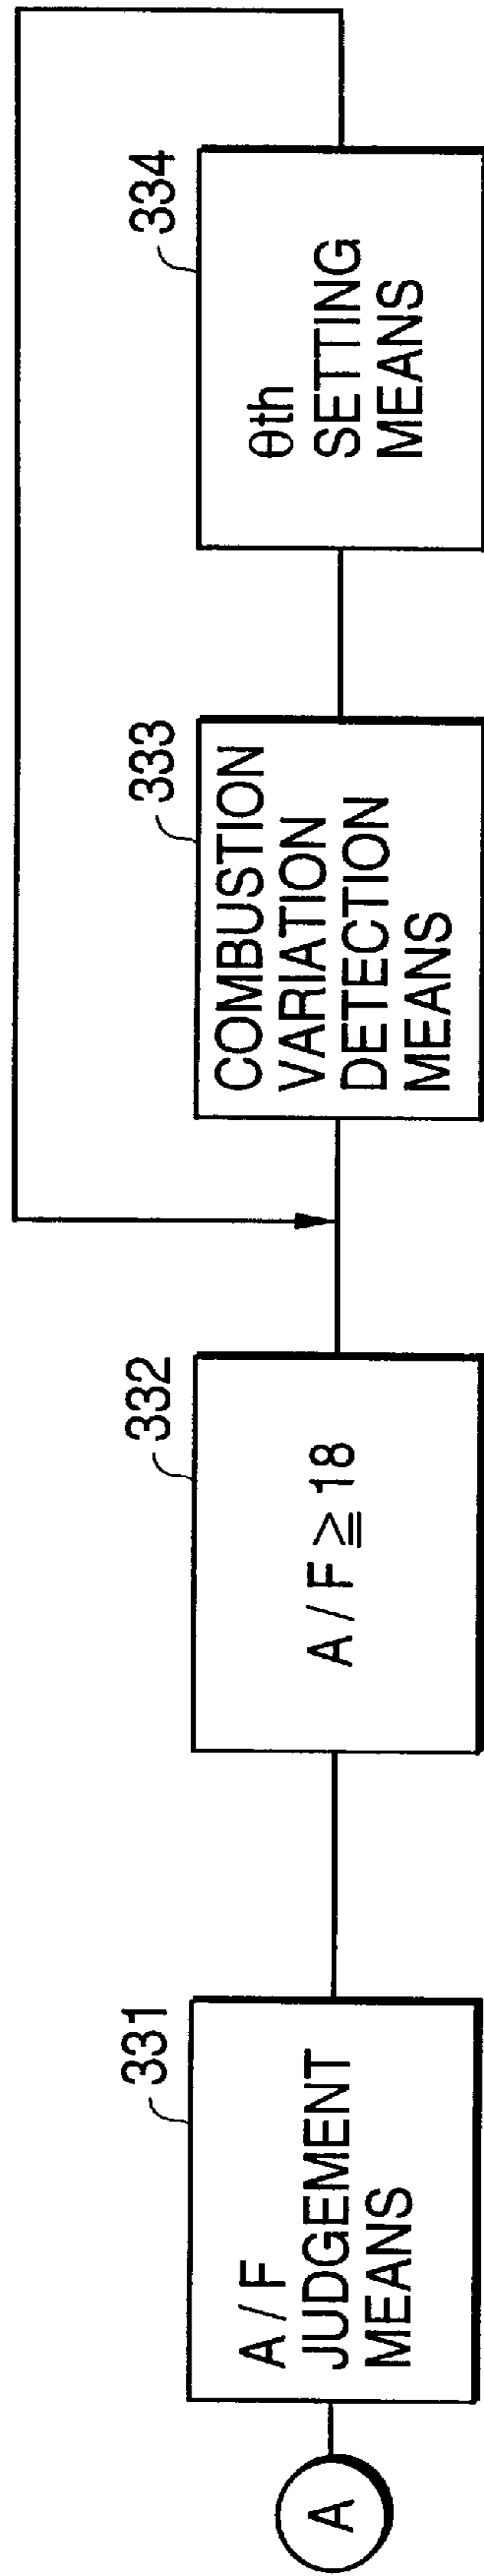 A
331
A / F
JUDGEMENT
MEANS
332
A / F ≧ 18
333
COMBUSTION
VARIATION
DETECTION
MEANS
334
θth
SETTING
MEANS